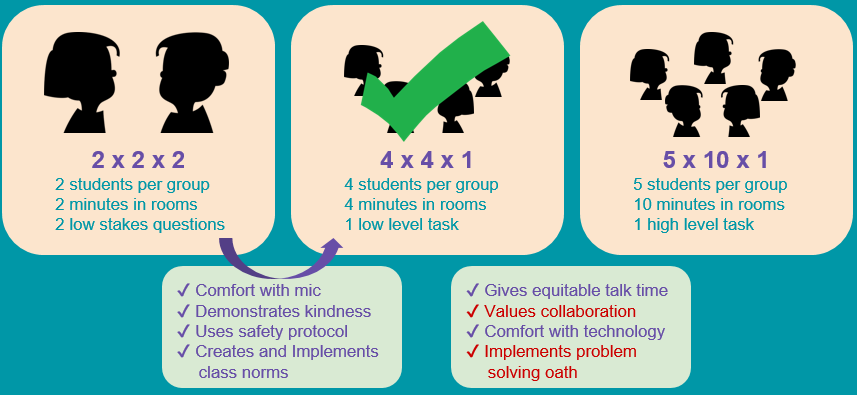 2 x 2 x 2
2 students per group
2 minutes in rooms
2 low stakes questions
4 x 4 x 1
4 students per group
4 minutes in rooms
1 low level task
5 x 10 x 1
5 students per group
10 minutes in rooms
1 high level task
✓ Comfort with mic
✓ Demonstrates kindness
✓ Uses safety protocol
✓ Creates and Implements
class norms
✓ Gives equitable talk time
✓ Values collaboration
✓ Comfort with technology
✓ Implements problem
solving oath